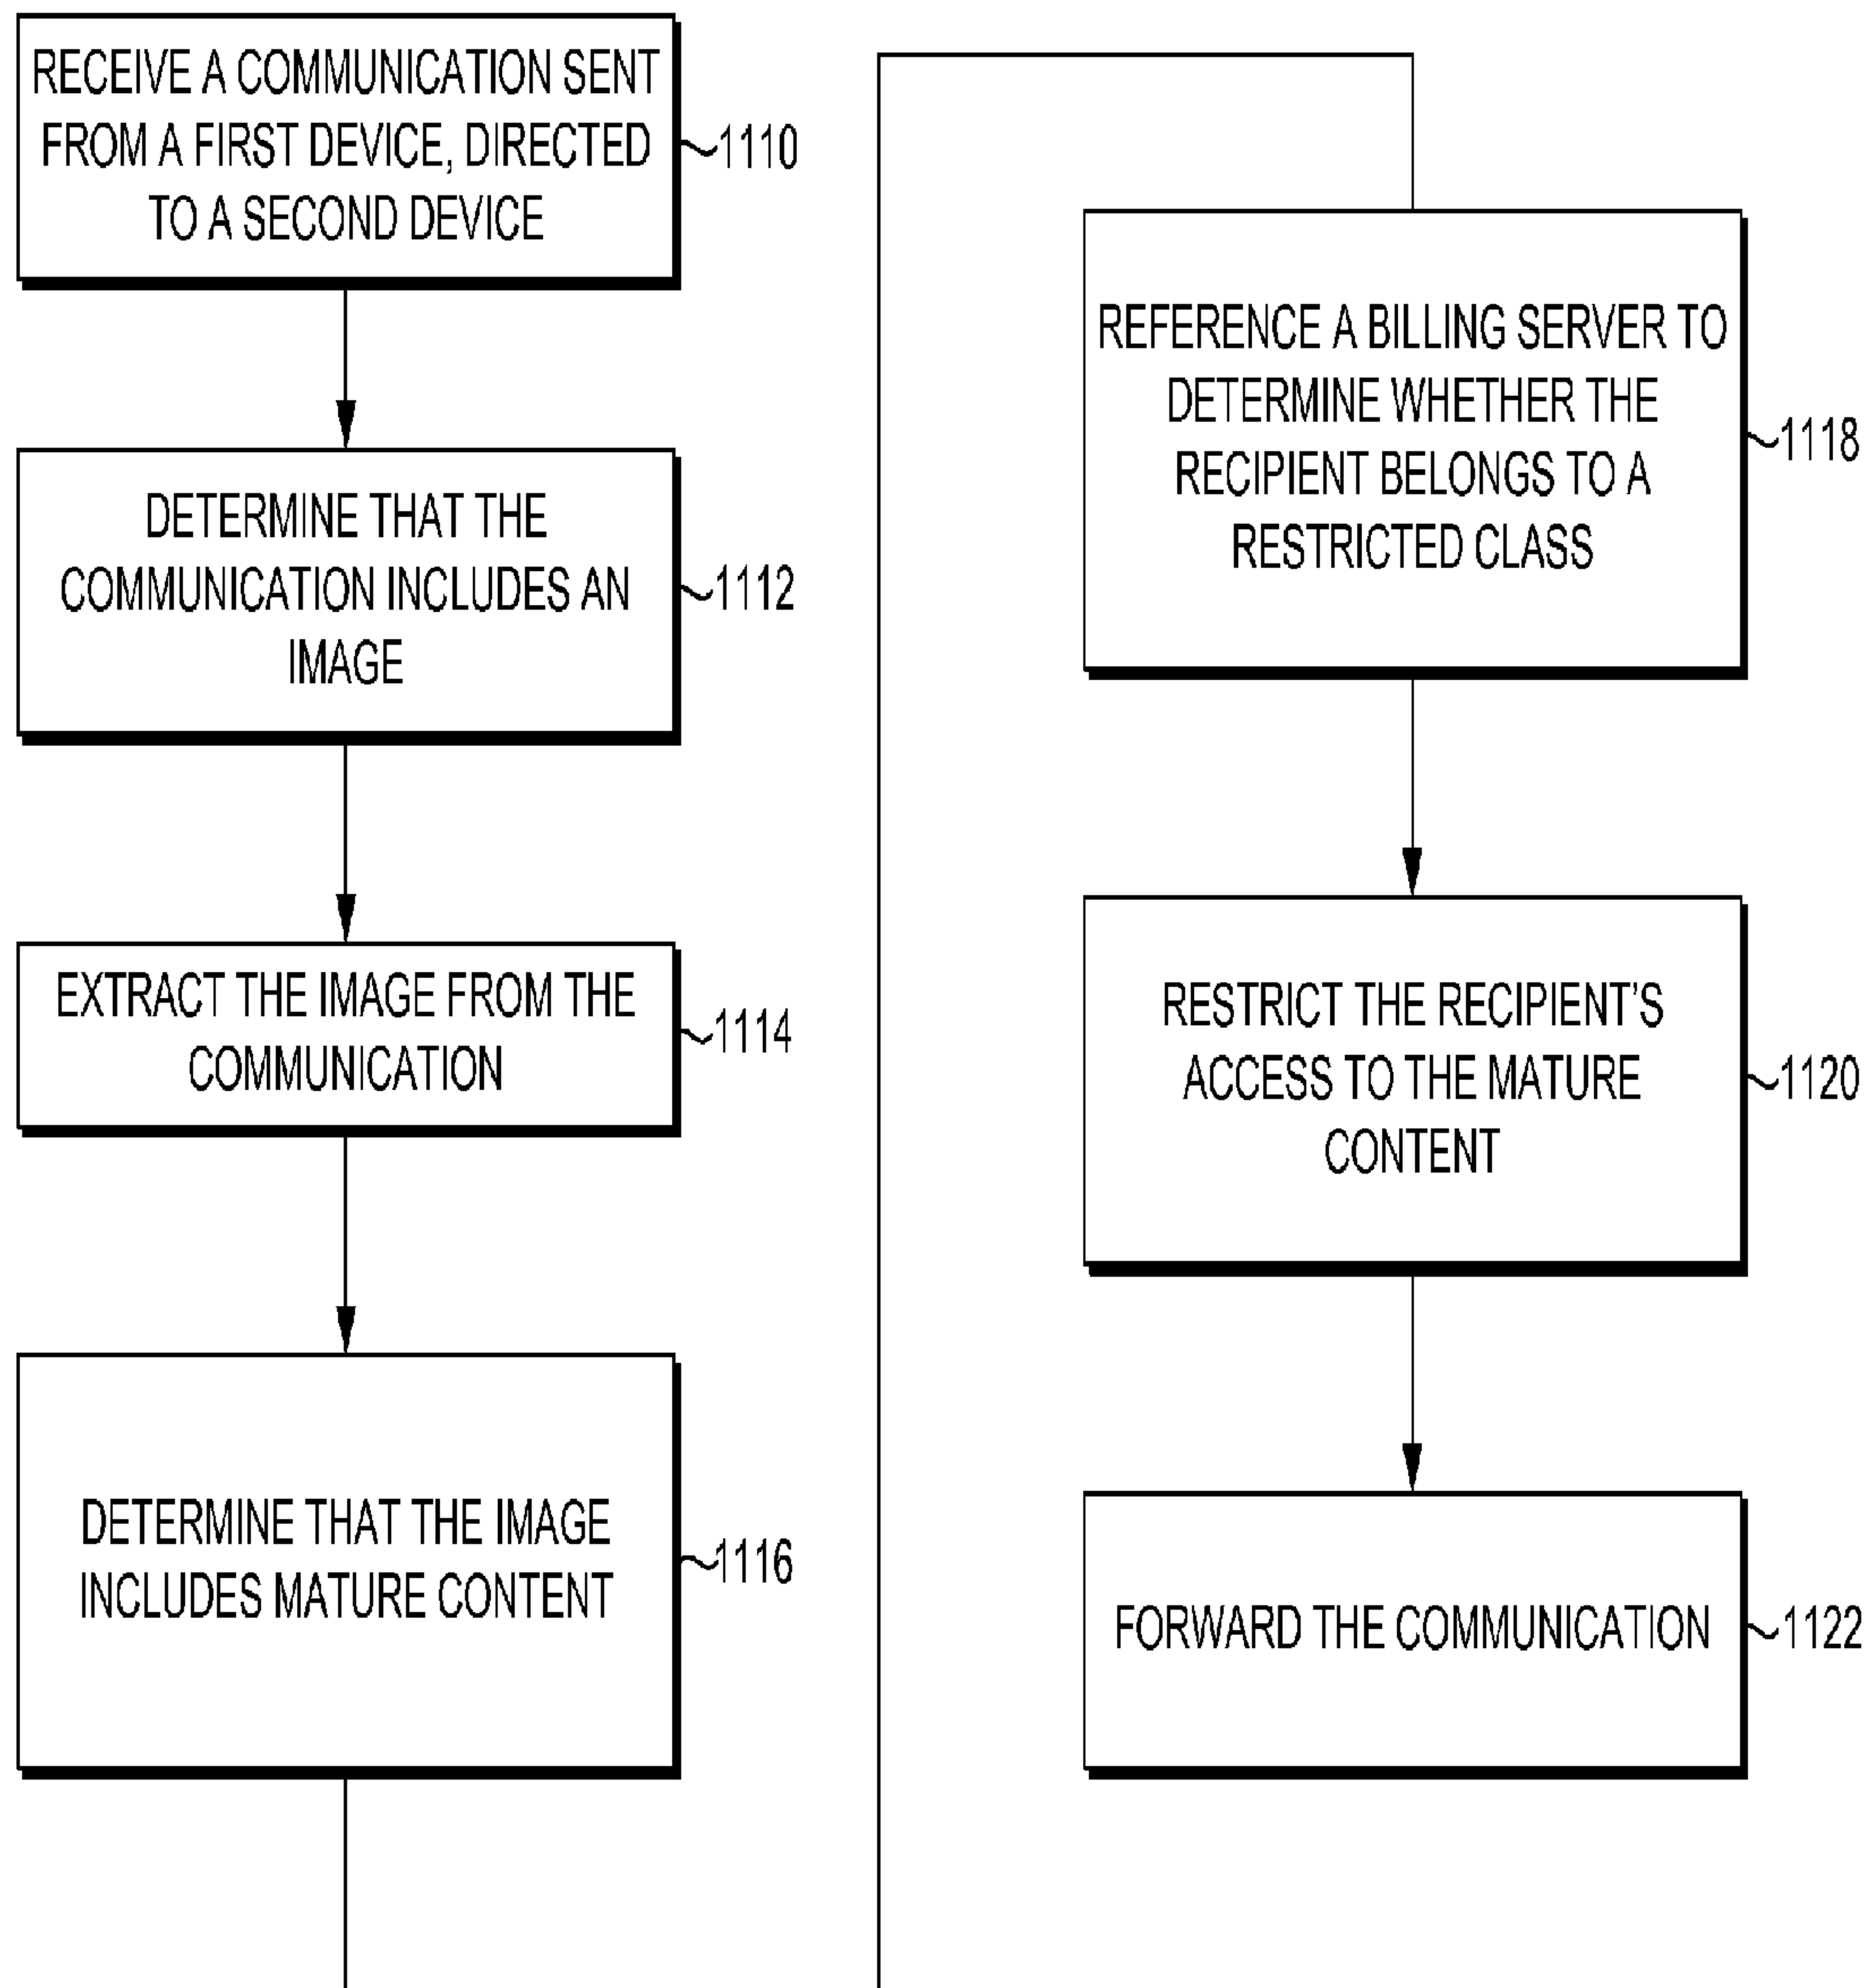 RECEIVE A COMMUNICATION SENT
FROM A FIRST DEVICE, DIRECTED
TO A SECOND DEVICE
1110
DETERMINE THAT THE
COMMUNICATION INCLUDES AN
IMAGE
1112
EXTRACT THE IMAGE FROM THE
COMMUNICATION
1114
DETERMINE THAT THE IMAGE
INCLUDES MATURE CONTENT
1116
REFERENCE A BILLING SERVER TO
DETERMINE WHETHER THE
RECIPIENT BELONGS TO A
RESTRICTED CLASS
1118
RESTRICT THE RECIPIENT'S
ACCESS TO THE MATURE
CONTENT
1120
FORWARD THE COMMUNICATION
1122